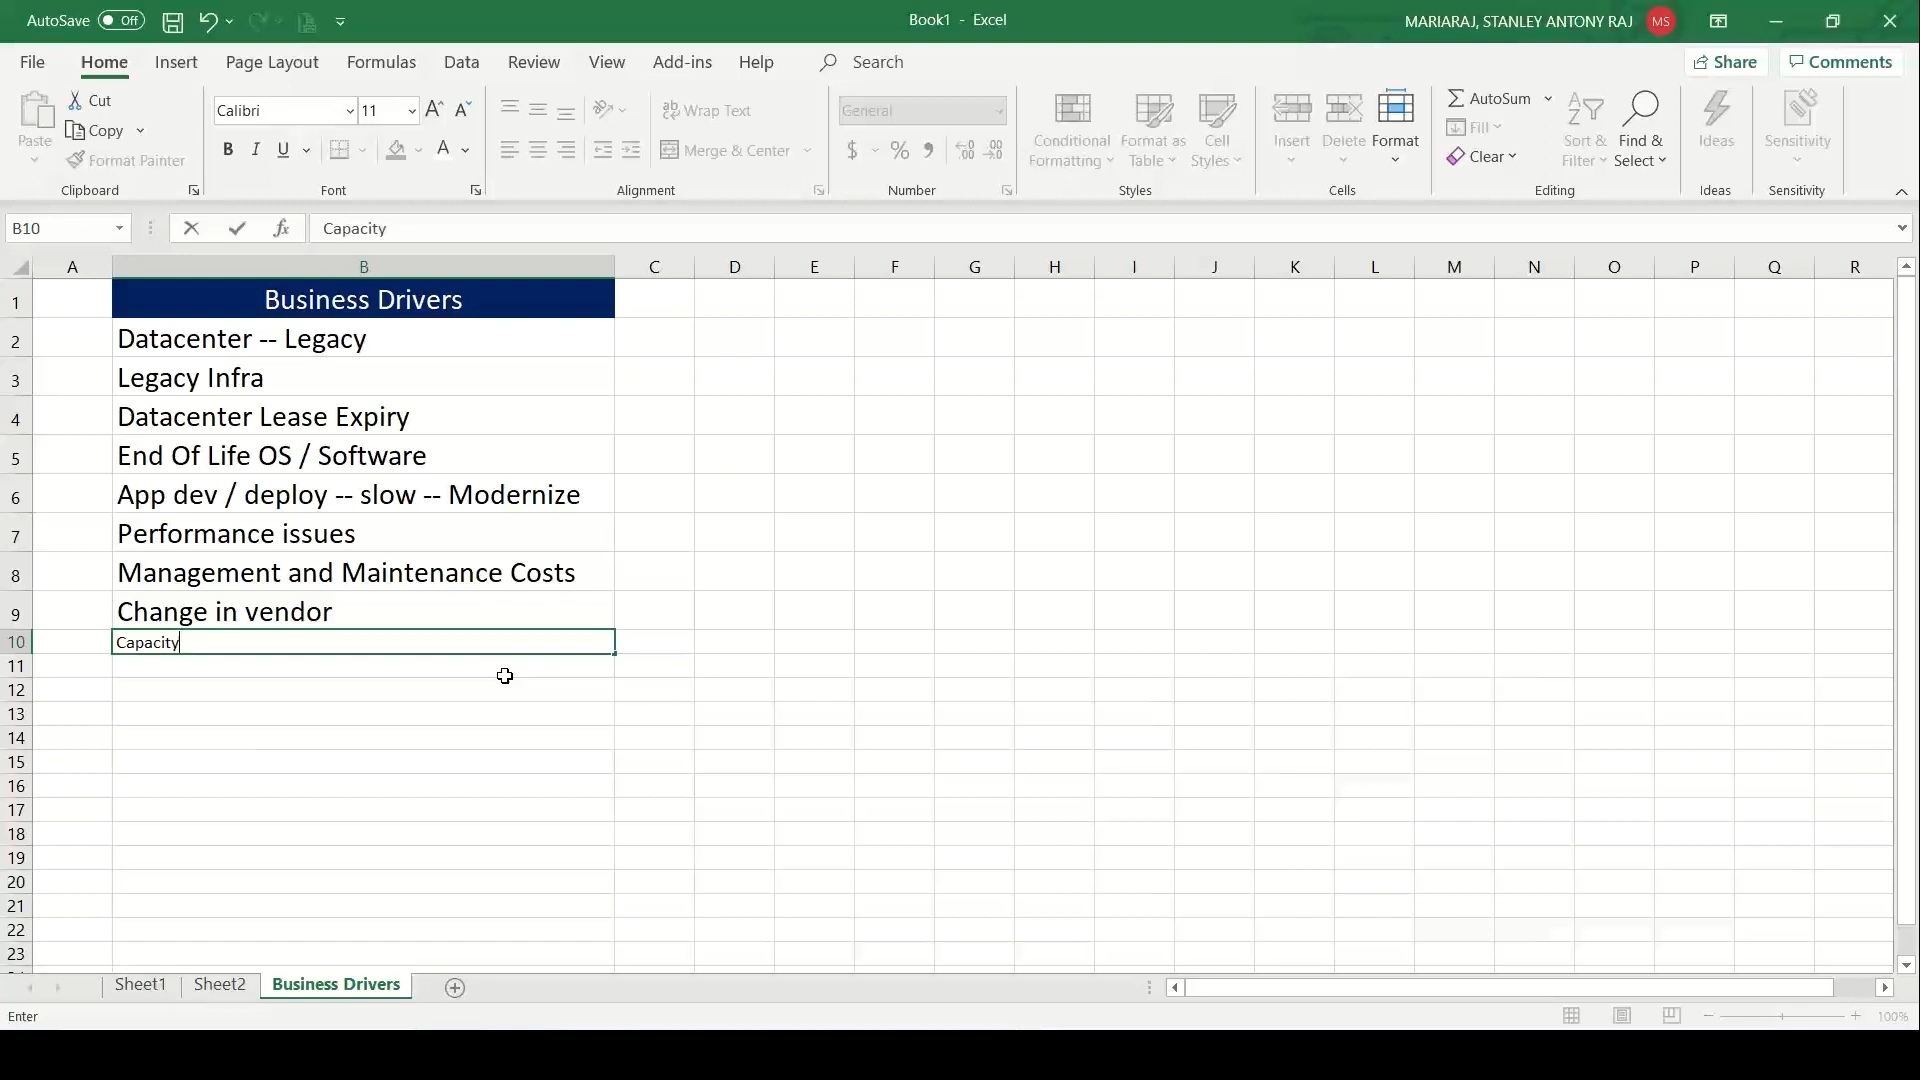 AutoSave Off Book1 - Excel MARIARAJ, STANLEY ANTONY RAJ MS
File Home Insert Page Layout Formulas Data Review View Add-ins Help Search Share Comments
Paste
Cut
Copy
Format Painter
Clipboard
Calibri 11
B I U
Font
Wrap Text
Merge & Center
Alignment
General
$ % 9
Number
Conditional Formatting
Format as Table
Cell Styles
Styles
Insert Delete Format
Cells
AutoSum
Fill
Clear
Sort & Filter
Find & Select
Editing
Ideas
Ideas
Sensitivity
Sensitivity
B10 fx Capacity
A B C D E F G H I J K L M N O P Q R
1 Business Drivers
2 Datacenter -- Legacy
3 Legacy Infra
4 Datacenter Lease Expiry
5 End Of Life OS / Software
6 App dev / deploy -- slow -- Modernize
7 Performance issues
8 Management and Maintenance Costs
9 Change in vendor
10 Capacity
11
12
13
14
15
16
17
18
19
20
21
22
23
Sheet1 Sheet2 Business Drivers
Enter 100%